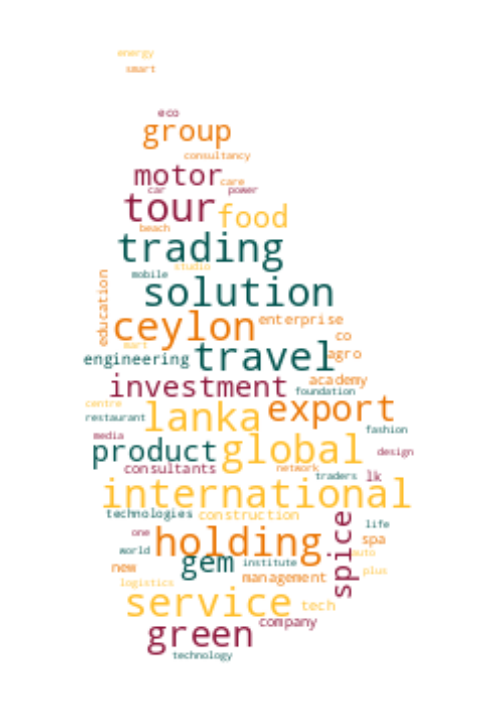 energy
smart
eco
group
consultancy
motor care
car power
tour food
beach
trading
studio
mobile
solution
education
ceylon enterprise
co
mart
engineering travel agro
investment academy
foundation
centre lanka export
restaurant
fashion
media
product global design
consultants network
traders lk
international
technologies construction
spice
life
one holding spa
world auto
gem institute
new management plus
logistics
service tech
green company
technology